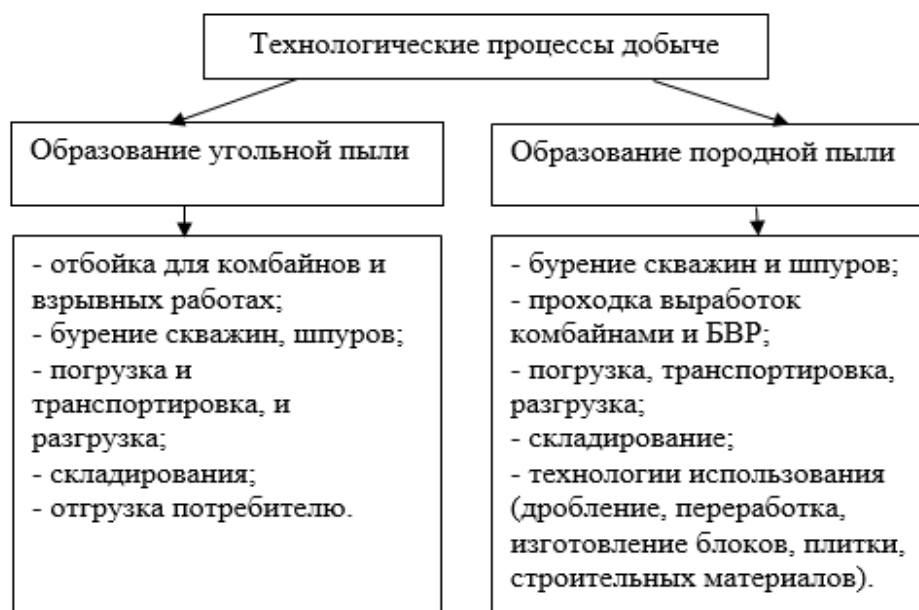 Технологические процессы добыче
Образование угольной пыли
Образование породной пыли
- отбойка для комбайнов и
взрывных работах;
- бурение скважин, шпуров;
- погрузка и
транспортировка, и
разгрузка;
- складирования;
- отгрузка потребителю.
- бурение скважин и шпуров;
- проходка выработок
комбайнами и БВР;
- погрузка, транспортировка,
разгрузка;
- складирование;
- технологии использования
(дробление, переработка,
изготовление блоков, плитки,
строительных материалов).